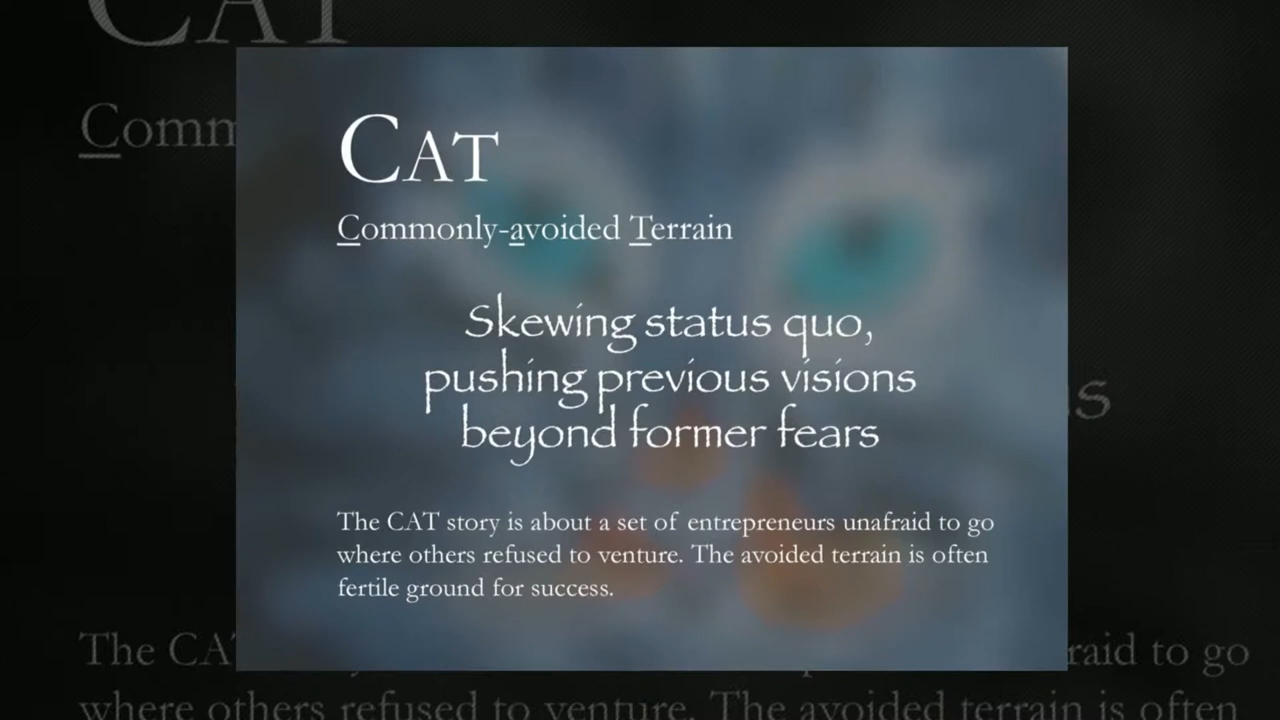 CAT
Commonly-avoided Terrain
Skewing status quo,
pushing previous visions
beyond former fears
The CAT story is about a set of entrepreneurs unafraid to go
where others refused to venture. The avoided terrain is often
fertile ground for success.